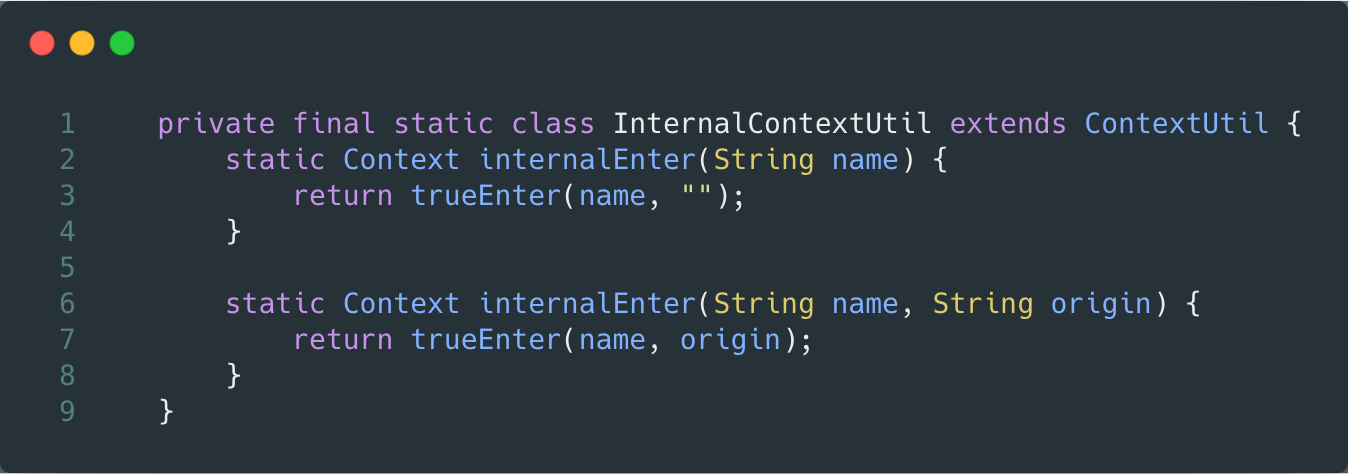 1    private final static class InternalContextUtil extends ContextUtil {
2        static Context internalEnter(String name) {
3            return trueEnter(name, "");
4        }
5
6        static Context internalEnter(String name, String origin) {
7            return trueEnter(name, origin);
8        }
9    }